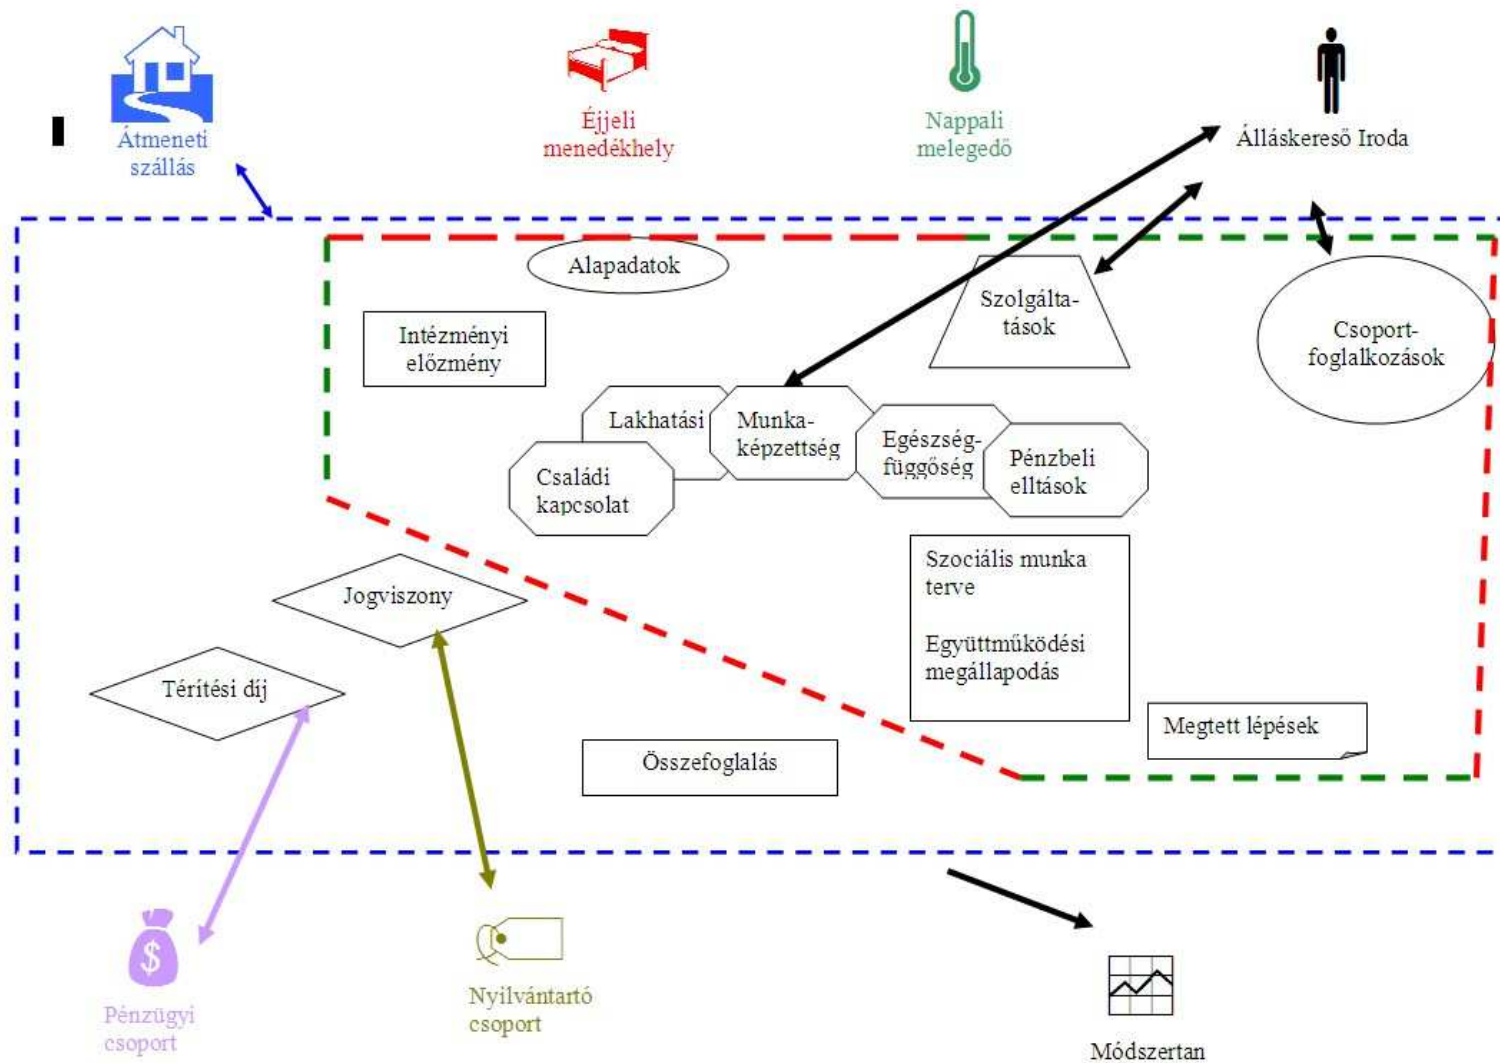 Átmeneti
szállás
Éjjeli
menedékhely
Nappali
melegedő
Álláskereső Iroda
Alapadatok
Intézményi
előzmény
Szolgálta-
tások
Csoport-
foglalkozások
Lakhatási
Munka-
képzettség
Egészség-
függőség
Pénzbeli
elltások
Családi
kapcsolat
Szociális munka
terve
Együttműködési
megállapodás
Jogviszony
Térítési díj
Megtett lépések
Összefoglalás
$
Pénzügyi
csoport
Nyilvántartó
csoport
Módszertan